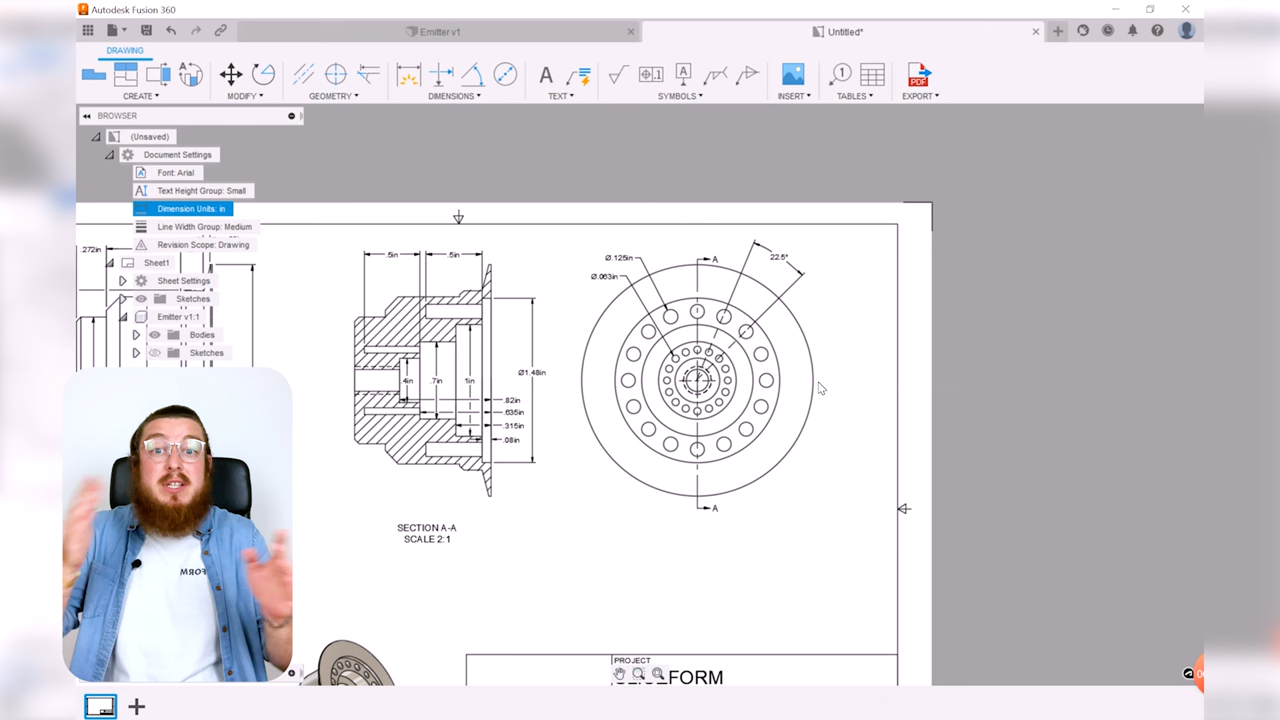 Autodesk Fusion 360
Emitter v1
Untitled*
DRAWING
CREATE
MODIFY
GEOMETRY
DIMENSIONS
TEXT
SYMBOLS
INSERT
TABLES
EXPORT
BROWSER
(Unsaved)
Document Settings
Font: Arial
Text Height Group: Small
Dimension Units: in
Line Width Group: Medium
Revision Scope: Drawing
Sheet1
Sheet Settings
Sketches
Emitter v1:1
Bodies
Sketches
.272in
.5in
.5in
.4in
.7in
1in
Ø1.48in
.82in
.635in
.315in
.08in
SECTION A-A
SCALE 2:1
Ø.125in
Ø.063in
A
22.5°
A
PROJECT
FORM
FORM
PDF